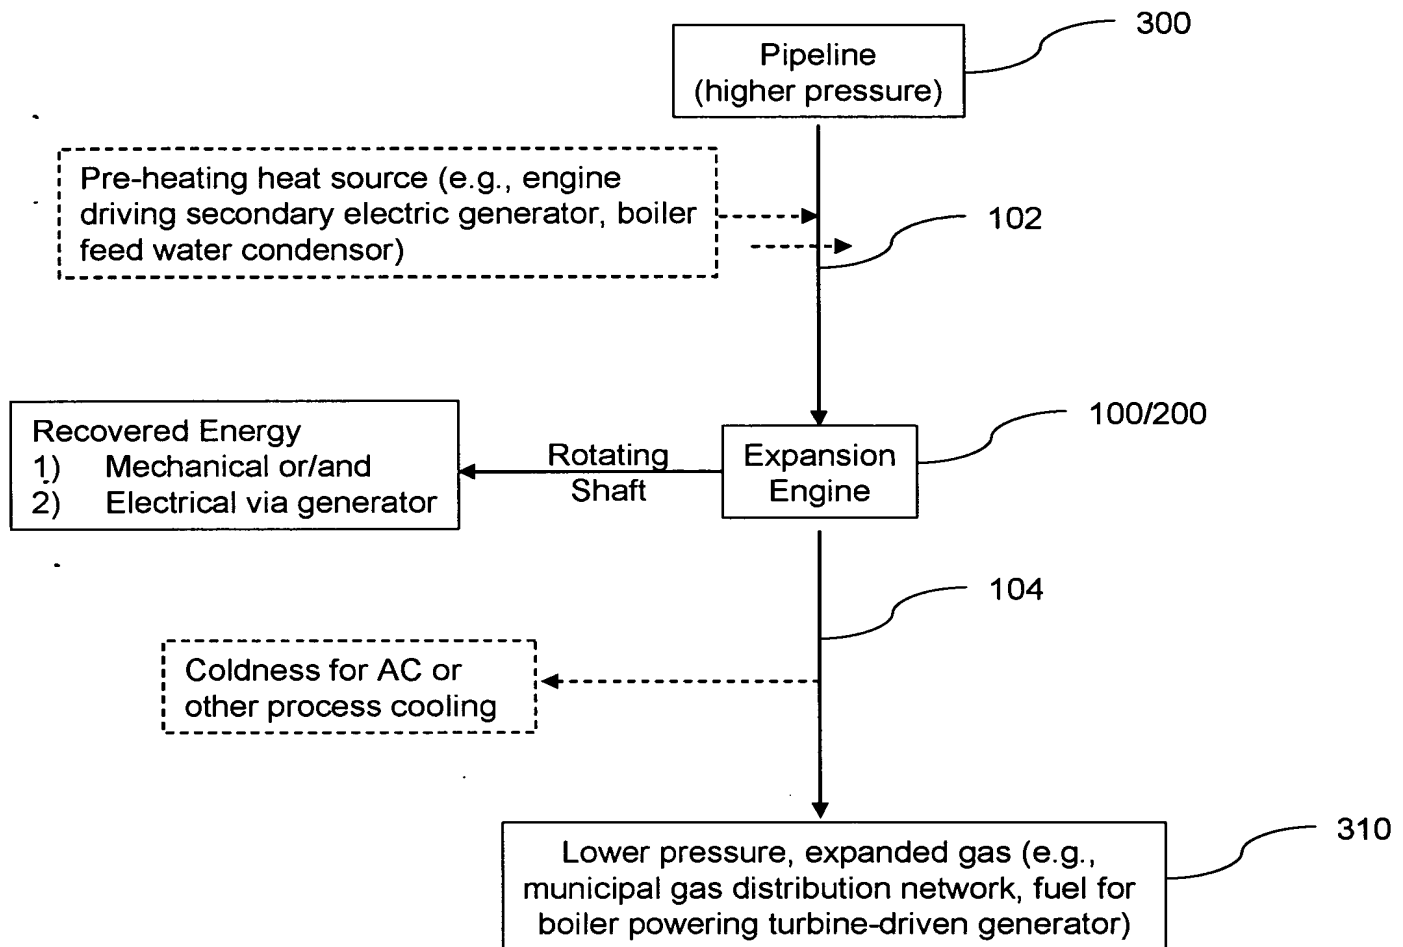 300
Pipeline
(higher pressure)
Pre-heating heat source (e.g., engine
driving secondary electric generator, boiler
feed water condensor)
102
100/200
Recovered Energy
1) Mechanical or/and
2) Electrical via generator
Rotating
Shaft
Expansion
Engine
104
Coldness for AC or
other process cooling
310
Lower pressure, expanded gas (e.g.,
municipal gas distribution network, fuel for
boiler powering turbine-driven generator)